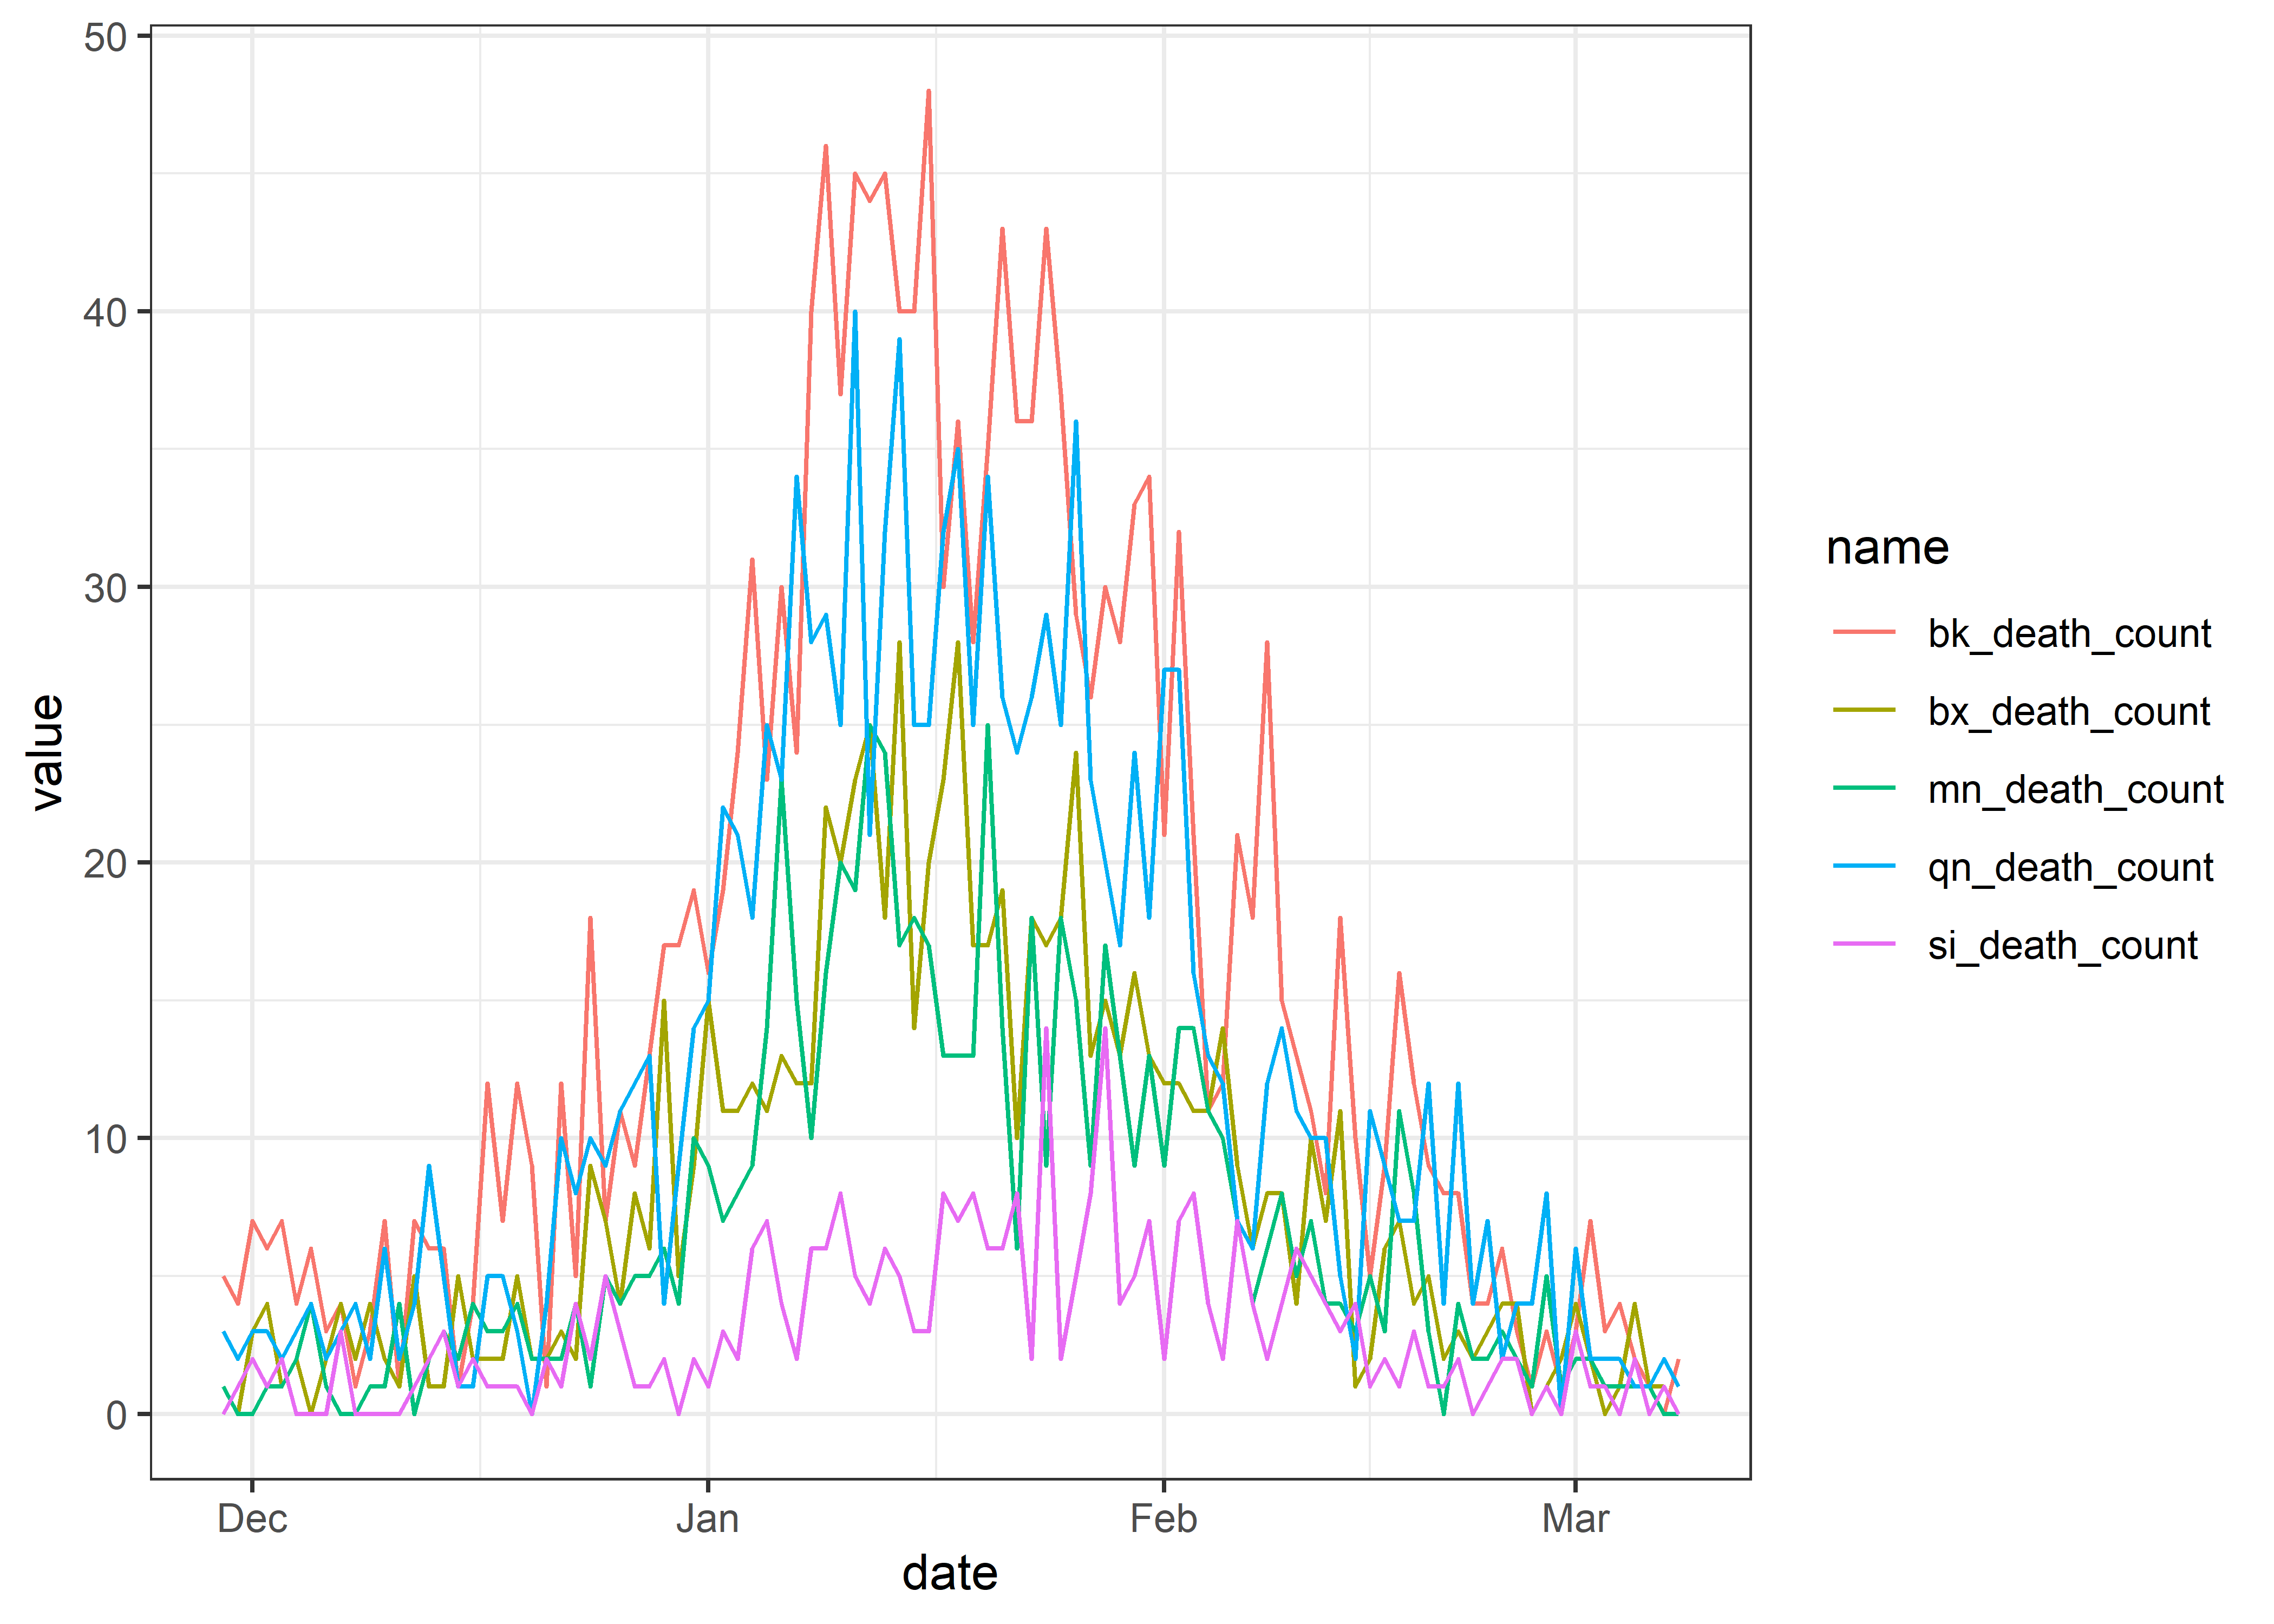 50
40
30
20
10
0
value
Dec Jan Feb Mar
date
name
bk_death_count
bx_death_count
mn_death_count
qn_death_count
si_death_count